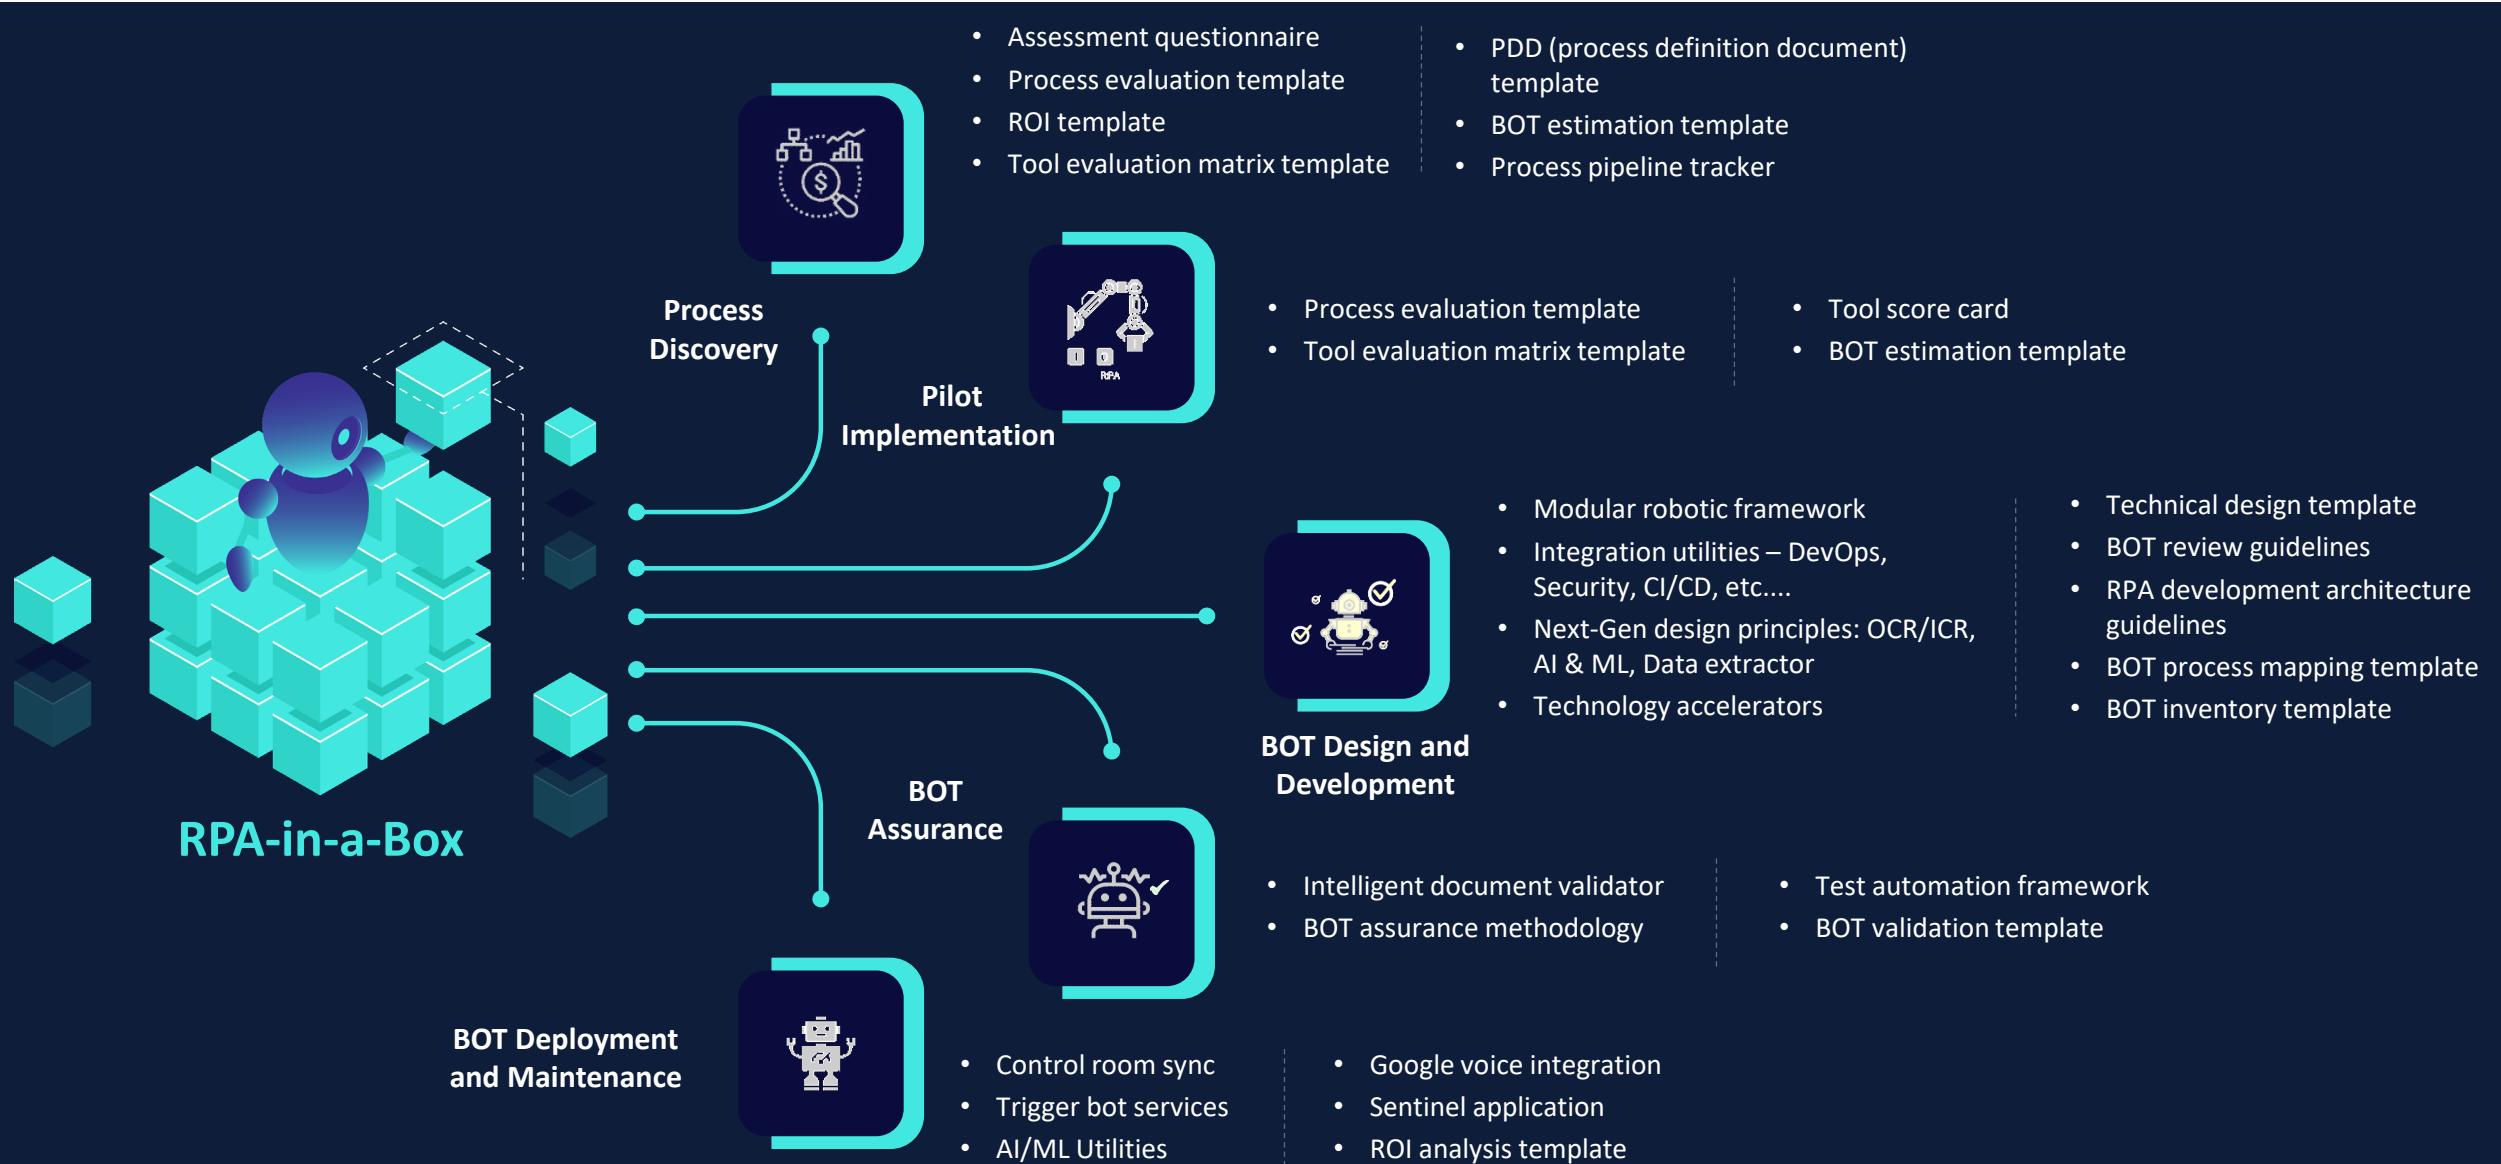 • Assessment questionnaire
• Process evaluation template
• ROI template
• Tool evaluation matrix template
• PDD (process definition document)
template
• BOT estimation template
• Process pipeline tracker
Process
Discovery
Pilot
Implementation
RPA
• Process evaluation template
• Tool evaluation matrix template
• Tool score card
• BOT estimation template
• Modular robotic framework
• Integration utilities – DevOps,
Security, CI/CD, etc....
• Next-Gen design principles: OCR/ICR,
AI & ML, Data extractor
• Technology accelerators
• Technical design template
• BOT review guidelines
• RPA development architecture
guidelines
• BOT process mapping template
• BOT inventory template
BOT Design and
Development
RPA-in-a-Box
BOT
Assurance
• Intelligent document validator
• BOT assurance methodology
• Test automation framework
• BOT validation template
BOT Deployment
and Maintenance
• Control room sync
• Trigger bot services
• AI/ML Utilities
• Google voice integration
• Sentinel application
• ROI analysis template